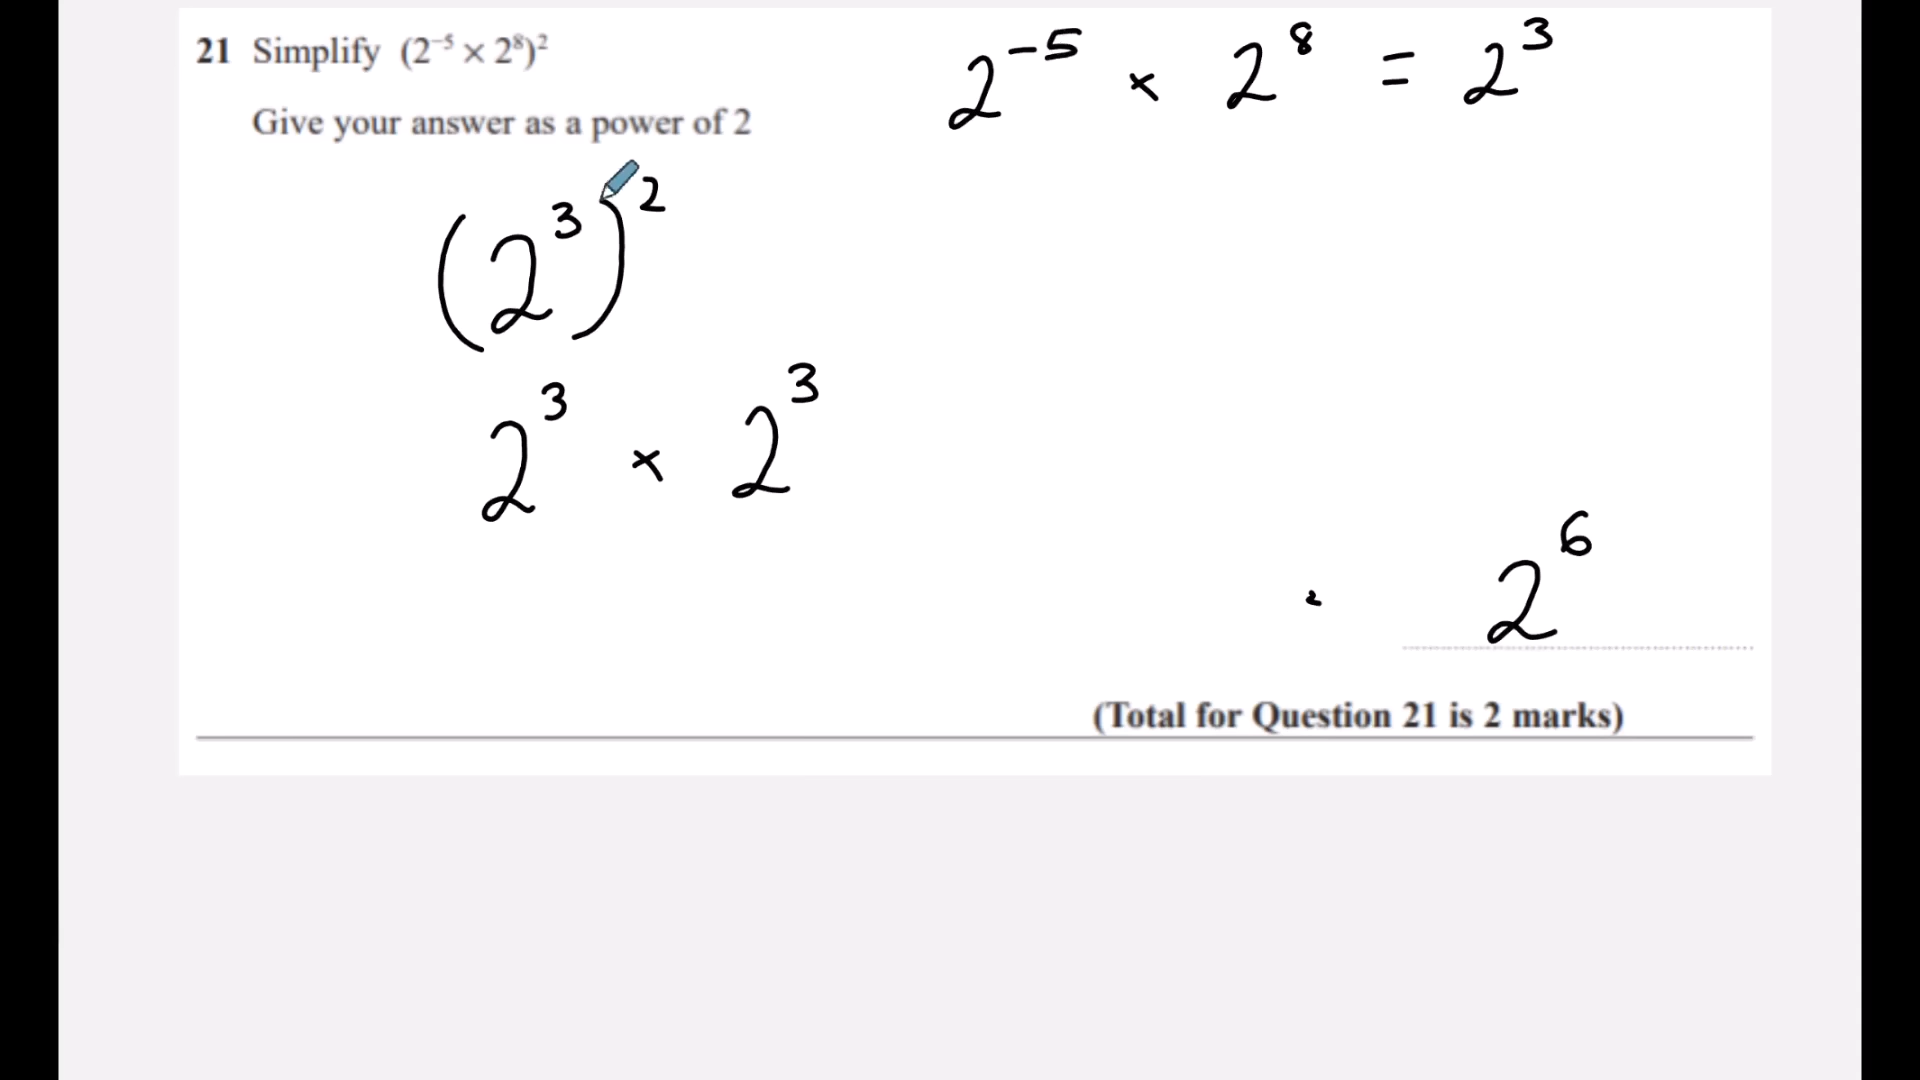 21 Simplify (2⁻⁵ × 2⁸)²
2⁻⁵ × 2⁸ = 2³
Give your answer as a power of 2
(2³)²
2³ × 2³
2⁶
(Total for Question 21 is 2 marks)